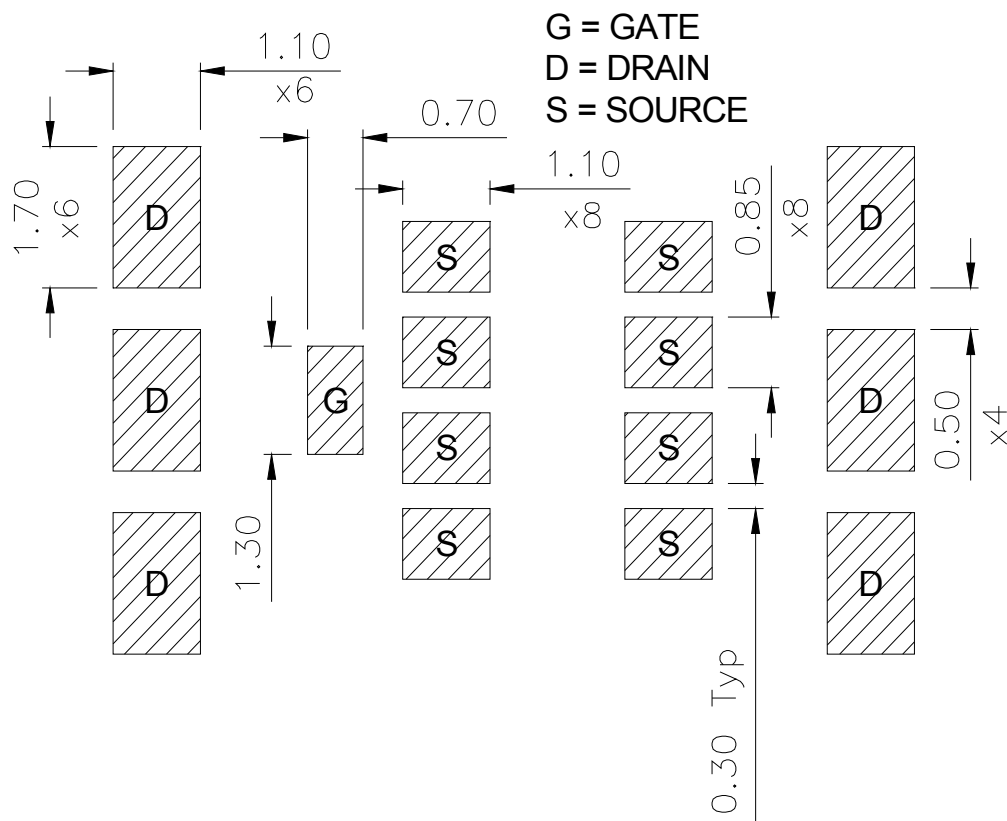 G = GATE
D = DRAIN
S = SOURCE
1.10
x6
0.70
1.10
x8
0.85
x8
1.70
x6
D
D
S
S
S
S
D
G
D
0.50
x4
S
S
1.30
S
S
D
D
0.30 Typ